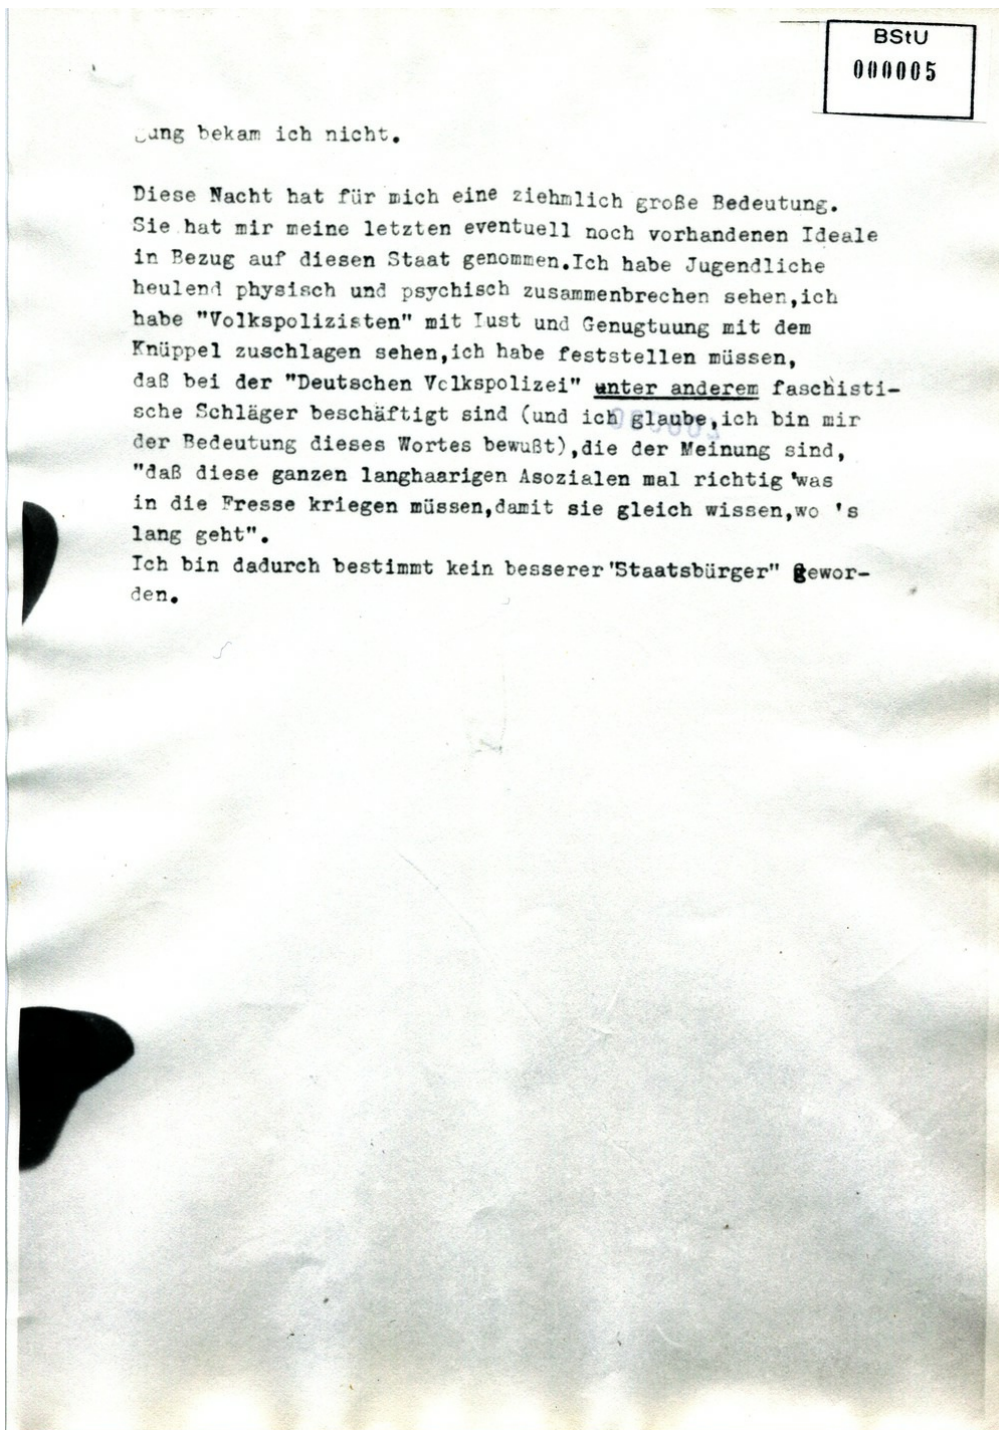 BStU
000005
gung bekam ich nicht.
Diese Nacht hat für mich eine ziehmlich große Bedeutung.
Sie hat mir meine letzten eventuell noch vorhandenen Ideale
in Bezug auf diesen Staat genommen.Ich habe Jugendliche
heulend physisch und psychisch zusammenbrechen sehen,ich
habe "Volkspolizisten" mit Lust und Genugtuung mit dem
Knüppel zuschlagen sehen,ich habe feststellen müssen,
daß bei der "Deutschen Volkspolizei" unter anderem faschisti-
sche Schläger beschäftigt sind (und ich glaube,ich bin mir
der Bedeutung dieses Wortes bewußt),die der Meinung sind,
"daß diese ganzen langhaarigen Asozialen mal richtig 'was
in die Fresse kriegen müssen,damit sie gleich wissen,wo 's
lang geht".
Ich bin dadurch bestimmt kein besserer "Staatsbürger" gewor-
den.